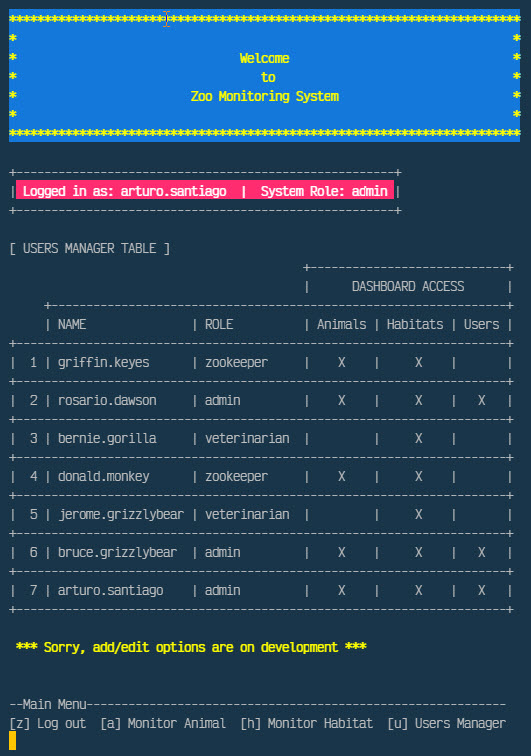 *************************************************************************
*                                                                       *
*                                Welcome                                *
*                                   to                                  *
*                         Zoo Monitoring System                         *
*                                                                       *
*************************************************************************
+------------------------------------------------------+
| Logged in as: arturo.santiago  |  System Role: admin |
+------------------------------------------------------+
[ USERS MANAGER TABLE ]
                                          +----------------------------+
                                          |      DASHBOARD ACCESS      |
     +-----------------------------------------------------------------+
     | NAME               | ROLE           | Animals | Habitats | Users |
+----------------------------------------------------------------------+
|  1 | griffin.keyes      | zookeeper      |    X    |     X    |       |
+----------------------------------------------------------------------+
|  2 | rosario.dawson     | admin          |    X    |     X    |   X   |
+----------------------------------------------------------------------+
|  3 | bernie.gorilla     | veterinarian   |         |     X    |       |
+----------------------------------------------------------------------+
|  4 | donald.monkey      | zookeeper      |    X    |     X    |       |
+----------------------------------------------------------------------+
|  5 | jerome.grizzlybear | veterinarian   |         |     X    |       |
+----------------------------------------------------------------------+
|  6 | bruce.grizzlybear  | admin          |    X    |     X    |   X   |
+----------------------------------------------------------------------+
|  7 | arturo.santiago    | admin          |    X    |     X    |   X   |
+----------------------------------------------------------------------+
 *** Sorry, add/edit options are on development ***
--Main Menu------------------------------------------------------------
[z] Log out  [a] Monitor Animal  [h] Monitor Habitat  [u] Users Manager